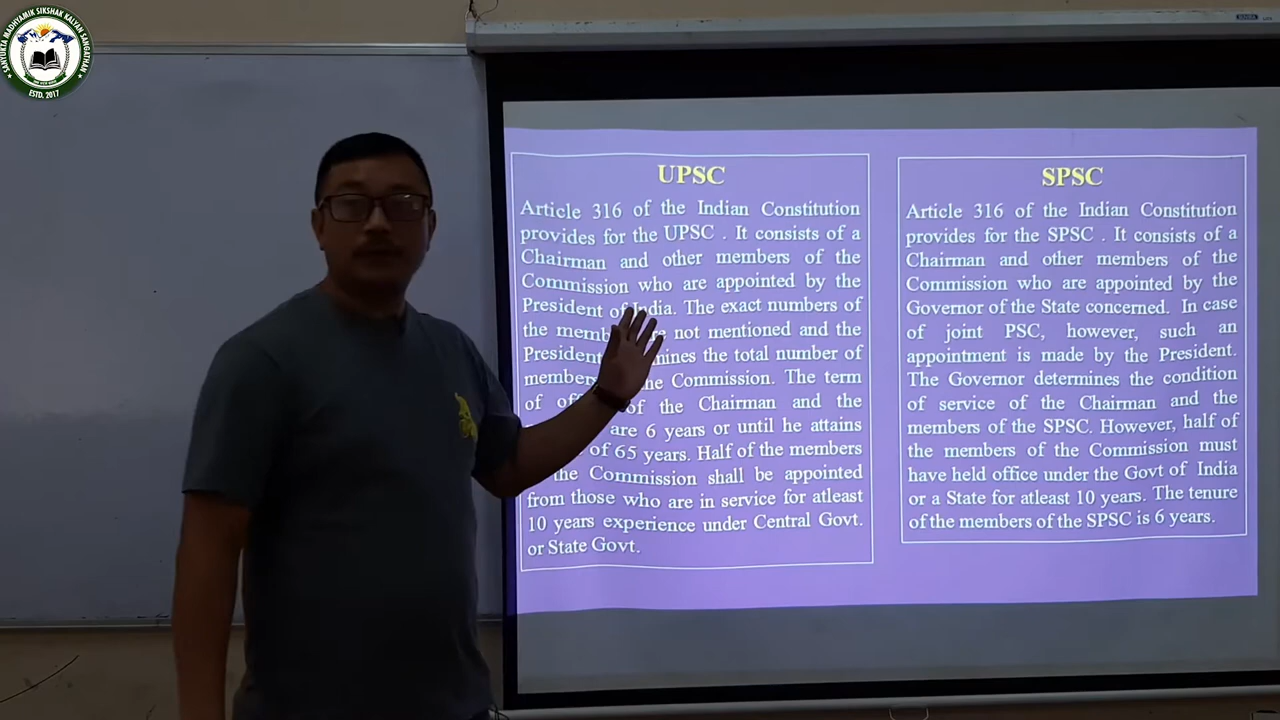 SANYUKTA MADHYAMIK SIKSHAK KALYAN SANGATHAN
ESTD. 2017
UPSC
Article 316 of the Indian Constitution
provides for the UPSC . It consists of a
Chairman and other members of the
Commission who are appointed by the
President of India. The exact numbers of
the memb not mentioned and the
President mines the total number of
members he Commission. The term
of of of the Chairman and the
are 6 years or until he attains
of 65 years. Half of the members
the Commission shall be appointed
from those who are in service for atleast
10 years experience under Central Govt.
or State Govt.
SPSC
Article 316 of the Indian Constitution
provides for the SPSC . It consists of a
Chairman and other members of the
Commission who are appointed by the
Governor of the State concerned. In case
of joint PSC, however, such an
appointment is made by the President.
The Governor determines the condition
of service of the Chairman and the
members of the SPSC. However, half of
the members of the Commission must
have held office under the Govt of India
or a State for atleast 10 years. The tenure
of the members of the SPSC is 6 years.